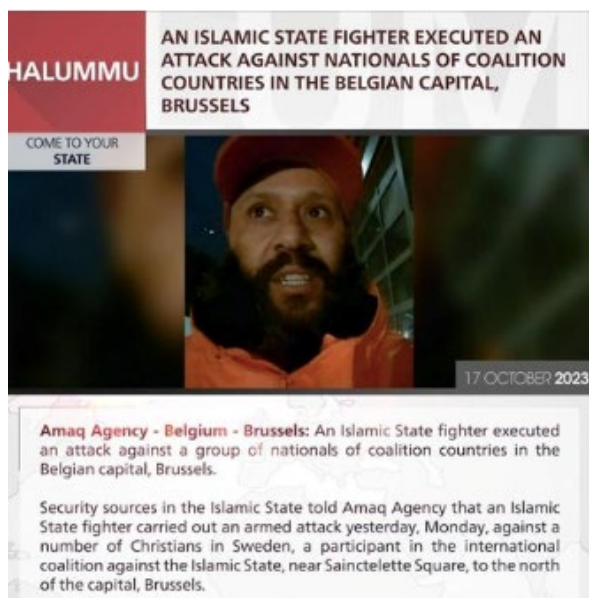 HALUMMU
COME TO YOUR
STATE
AN ISLAMIC STATE FIGHTER EXECUTED AN
ATTACK AGAINST NATIONALS OF COALITION
COUNTRIES IN THE BELGIAN CAPITAL,
BRUSSELS
17 OCTOBER 2023
Amaq Agency - Belgium - Brussels: An Islamic State fighter executed
an attack against a group of nationals of coalition countries in the
Belgian capital, Brussels.
Security sources in the Islamic State told Amaq Agency that an Islamic
State fighter carried out an armed attack yesterday, Monday, against a
number of Christians in Sweden, a participant in the international
coalition against the Islamic State, near Sainctelette Square, to the north
of the capital, Brussels.